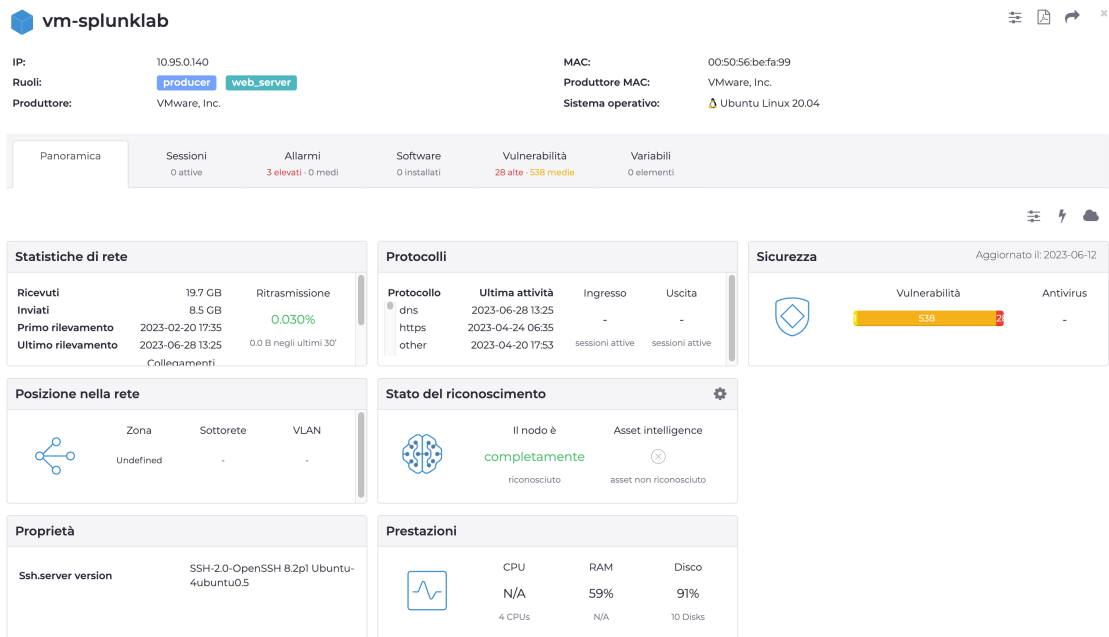 vm-splunklab
IP: 10.95.0.140 MAC: 00:50:56:be:fa:99
Ruoli: producer web_server Produttore MAC: VMware, Inc.
Produttore: VMware, Inc. Sistema operativo: Ubuntu Linux 20.04
Panoramica Sessioni Allarmi Software Vulnerabilità Variabili
0 attive 3 elevati · 0 medi 0 installati 28 alte · 538 medie 0 elementi
Statistiche di rete
Ricevuti 19.7 GB Ritrasmissione
Inviati 8.5 GB 0.030%
Primo rilevamento 2023-02-20 17:35
Ultimo rilevamento 2023-06-28 13:25 0.0 B negli ultimi 30'
Collegamenti
Protocolli
Protocollo Ultima attività Ingresso Uscita
dns 2023-06-28 13:25 - -
https 2023-04-24 06:35
other 2023-04-20 17:53 sessioni attive sessioni attive
Sicurezza Aggiornato il: 2023-06-12
Vulnerabilità Antivirus
538 28 -
Posizione nella rete
Zona Sottorete VLAN
Undefined - -
Stato del riconoscimento
Il nodo è Asset intelligence
completamente
riconosciuto asset non riconosciuto
Proprietà
Ssh.server version SSH-2.0-OpenSSH 8.2p1 Ubuntu-
4ubuntu0.5
Prestazioni
CPU RAM Disco
N/A 59% 91%
4 CPUs N/A 10 Disks